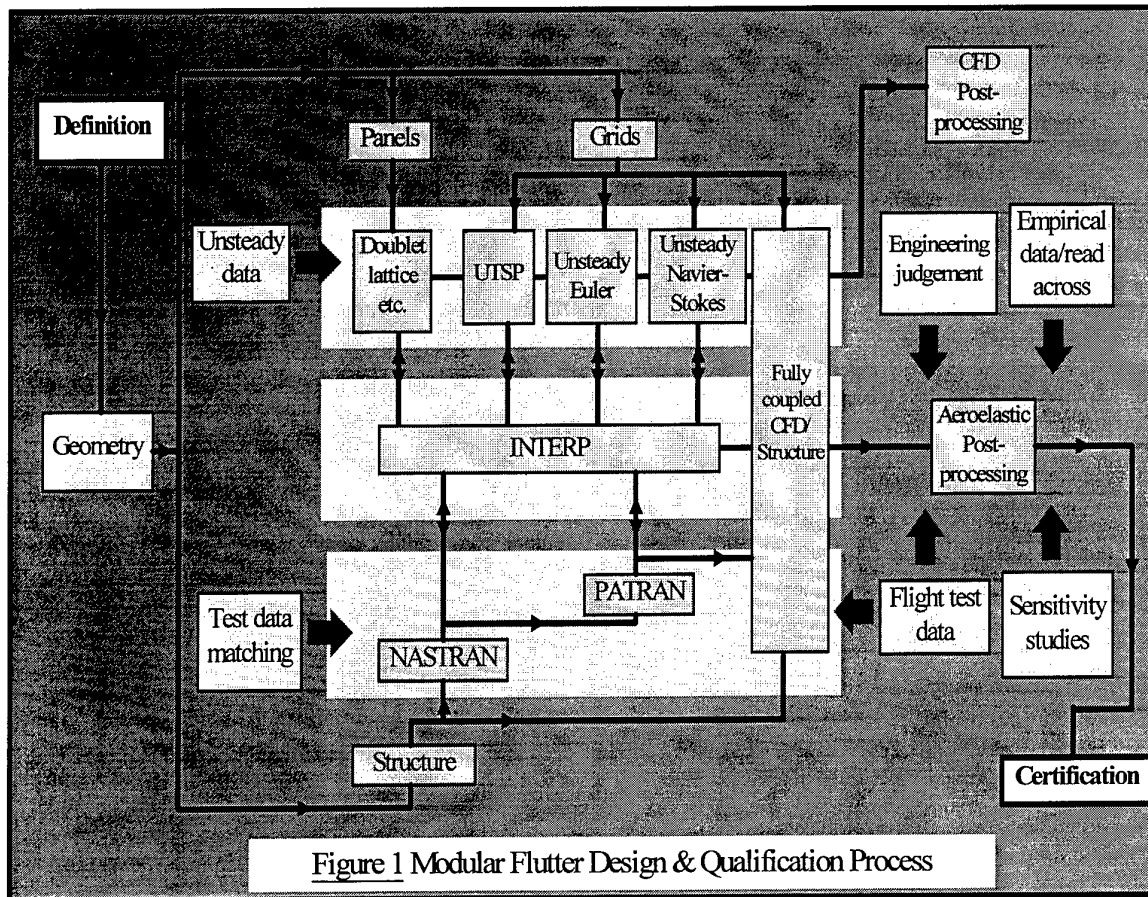 CFD
Post-
processing
Definition
Panels
Grids
Unsteady
data
Doublet
lattice
etc.
UTSP
Unsteady
Euler
Unsteady
Navier-
Stokes
Engineering
judgement
Empirical
data/read
across
Geometry
INTERP
Fully
coupled
CFD/
Structure
Aeroelastic
Post-
processing
Test data
matching
NASTRAN
PATRAN
Flight test
data
Sensitivity
studies
Structure
Certification
Figure 1 Modular Flutter Design & Qualification Process